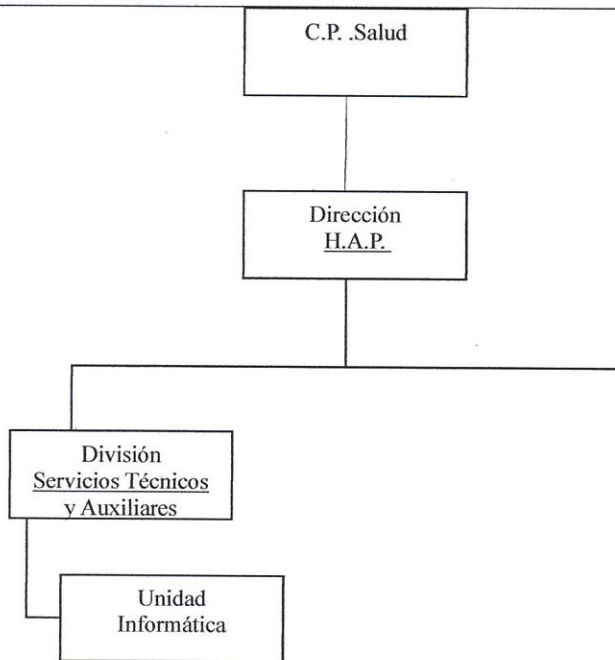 C.P. .Salud
Dirección
H.A.P.
División
Servicios Técnicos
y Auxiliares
Unidad
Informática